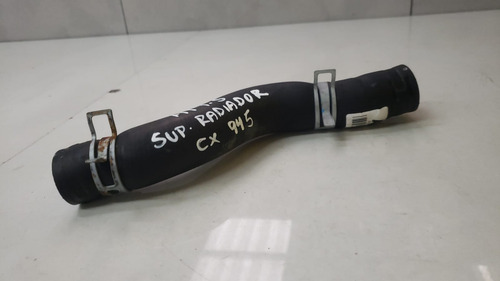 SUP. RADIADOR
CX 945